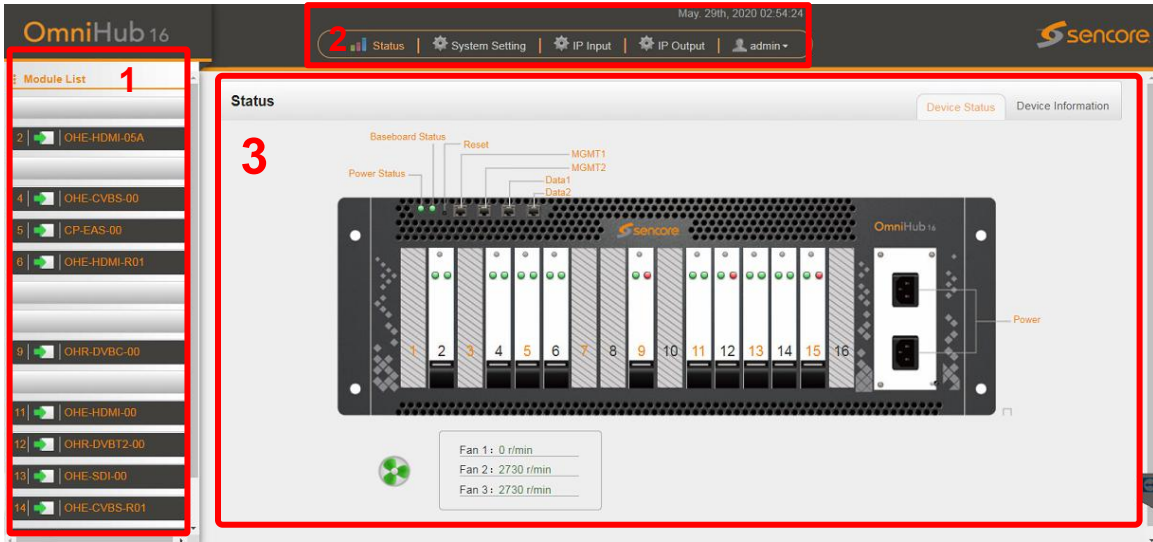 May. 29th, 2020 02:54:24
OmniHub 16
2
Status | System Setting | IP Input | IP Output | admin
sencore
Module List
1
2 | OHE-HDMI-05A
4 | OHE-CVBS-00
5 | CP-EAS-00
6 | OHE-HDMI-R01
9 | OHR-DVBC-00
11 | OHE-HDMI-00
12 | OHR-DVBT2-00
13 | OHE-SDI-00
14 | OHE-CVBS-R01
Status
Device Status
Device Information
3
Baseboard Status
Reset
MGMT1
MGMT2
Power Status
Data1
Data2
sencore
OmniHub 16
Power
1 2 3 4 5 6 7 8 9 10 11 12 13 14 15 16
Fan 1: 0 r/min
Fan 2: 2730 r/min
Fan 3: 2730 r/min